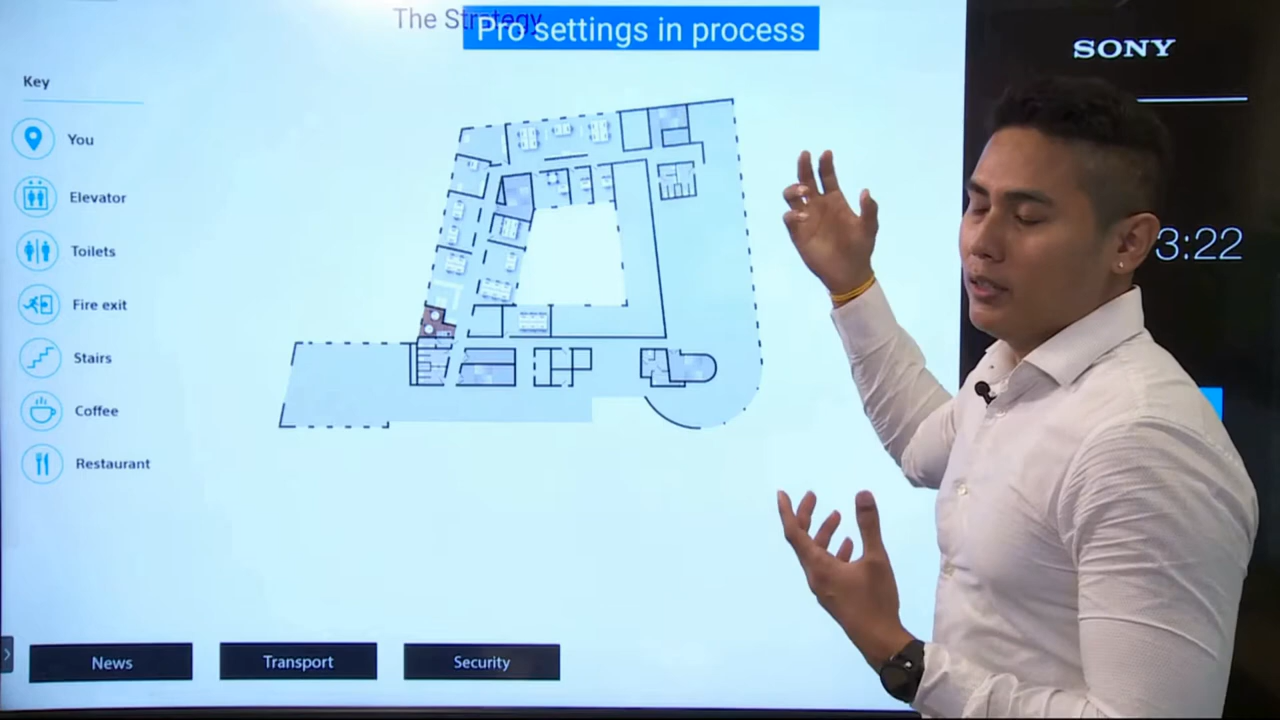 The Strategy
Pro settings in process
SONY
Key
You
Elevator
3:22
Toilets
Fire exit
Stairs
Coffee
Restaurant
News
Transport
Security